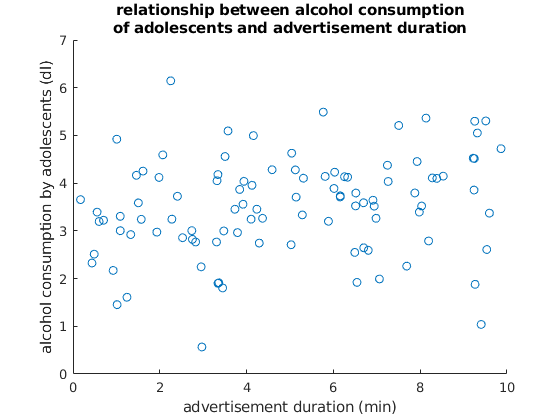 relationship between alcohol consumption
of adolescents and advertisement duration
alcohol consumption by adolescents (dl)
7
6
5
4
3
2
1
0
0 2 4 6 8 10
advertisement duration (min)